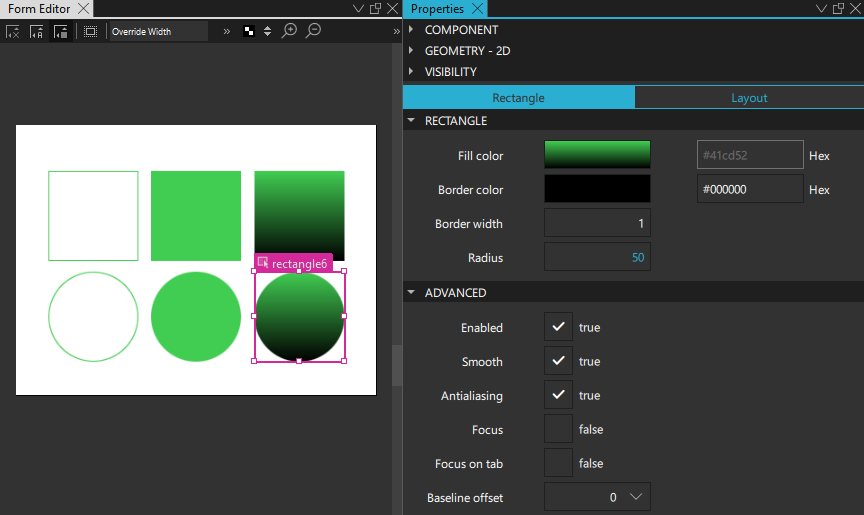 Form Editor
Override Width
»
»
rectangle6
Properties
COMPONENT
GEOMETRY - 2D
VISIBILITY
Rectangle Layout
RECTANGLE
Fill color #41cd52 Hex
Border color #000000 Hex
Border width 1
Radius 50
ADVANCED
Enabled true
Smooth true
Antialiasing true
Focus false
Focus on tab false
Baseline offset 0